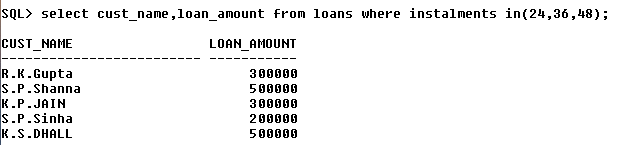 SQL> select cust_name,loan_amount from loans where instalments in(24,36,48);
CUST_NAME LOAN_AMOUNT
------------------------- -----------
R.K.Gupta 300000
S.P.Shanna 500000
K.P.JAIN 300000
S.P.Sinha 200000
K.S.DHALL 500000